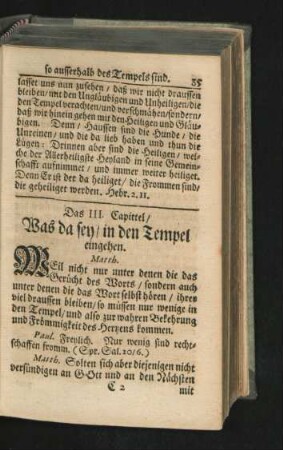 so ausserhalb des Tempels sind. 35
lasset uns nun zusehen / daß wir nicht draussen
bleiben / mit den Ungläubigen und Unheiligen / die
den Tempel verachten / und verschmähen / sondern /
daß wir hinein gehen mit den Heiligen und Gläu-
bigen. Denn / Haussen sind die Hunde / die
Unreinen / und die da lieb haben und thun die
Lügen: Drinnen aber sind die Heiligen / wel-
che der Allerheiligste Heyland in seine Gemein-
schafft aufnimmet / und immer weiter heiliget.
Denn Er ist der da heiliget / die Frommen sind /
die geheiliget werden. Hebr. 2. 11.
Das III. Capittel /
Was da sey / in den Tempel
eingehen.
Matth.
WEil nicht nur unter denen die das
Gerücht des Worts / sondern auch
unter denen die das Wort selbst hören / ihrer
viel draussen bleiben / so müssen nur wenige in
den Tempel / und also zur wahren Bekehrung
und Frömmigkeit des Hertzens kommen.
Paul. Freylich. Nur wenig sind recht-
schaffen fromm. (Spr. Sal. 20 / 6.)
Matth. Solten sich aber diejenigen nicht
versündigen an GOtt und an den Nächsten
C 2 mit